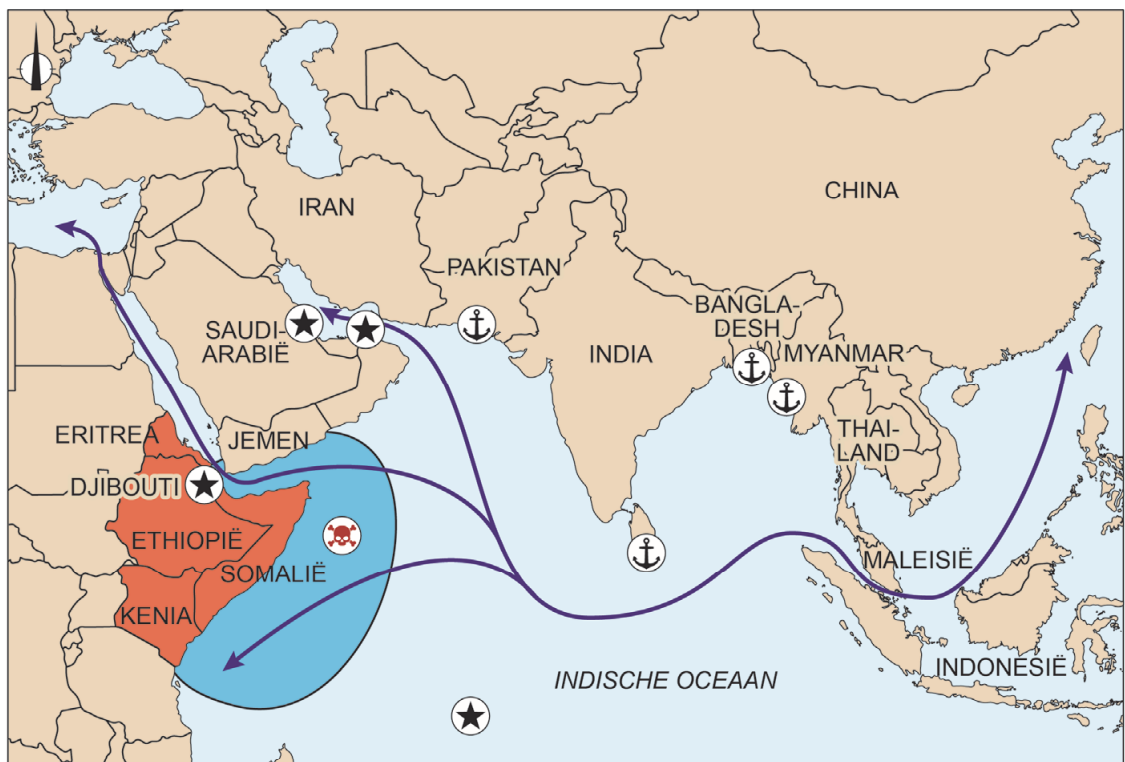 CHINA
IRAN
PAKISTAN
BANGLA-
DESH
SAUDI-
ARABIË
INDIA
MYANMAR
THAI-
LAND
ERITREA
JEMEN
DJIBOUTI
ETHIOPIË
SOMALIË
MALEISIË
KENIA
INDONESIË
INDISCHE OCEAAN